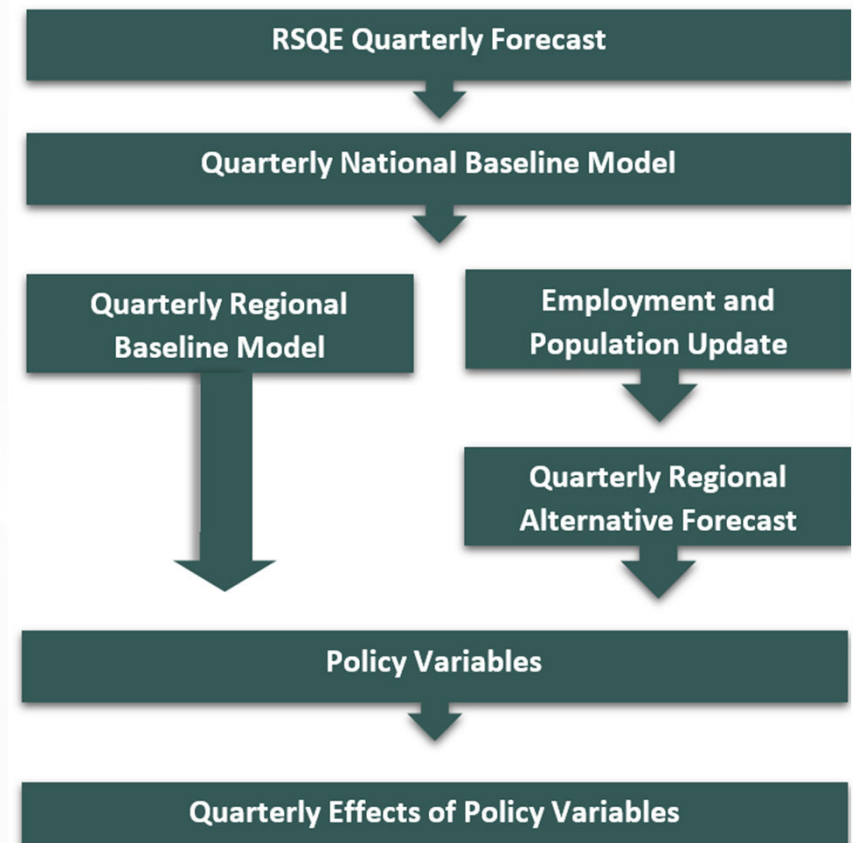 RSQE Quarterly Forecast
Quarterly National Baseline Model
Quarterly Regional
Baseline Model
Employment and
Population Update
Quarterly Regional
Alternative Forecast
Policy Variables
Quarterly Effects of Policy Variables